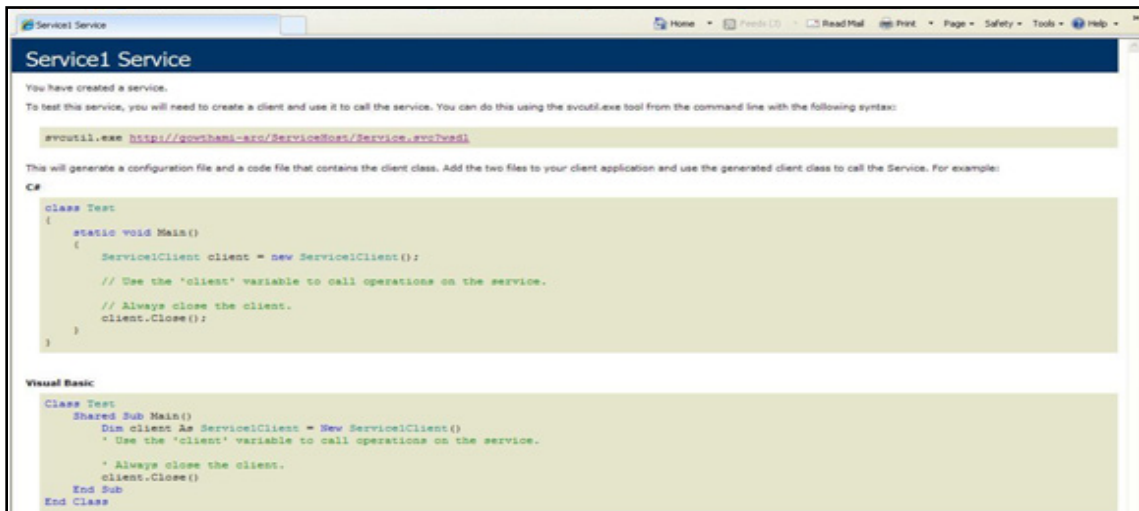 Service1 Service
Home Feeds (3) Read Mail Print Page Safety Tools Help
Service1 Service
You have created a service.
To test this service, you will need to create a client and use it to call the service. You can do this using the svcutil.exe tool from the command line with the following syntax:
svcutil.exe http://gowthami-arc/ServiceHost/Service.svc?wsdl
This will generate a configuration file and a code file that contains the client class. Add the two files to your client application and use the generated client class to call the Service. For example:
C#
class Test
{
static void Main()
{
Service1Client client = new Service1Client();
// Use the 'client' variable to call operations on the service.
// Always close the client.
client.Close();
}
}
Visual Basic
Class Test
Shared Sub Main()
Dim client As Service1Client = New Service1Client()
' Use the 'client' variable to call operations on the service.
' Always close the client.
client.Close()
End Sub
End Class